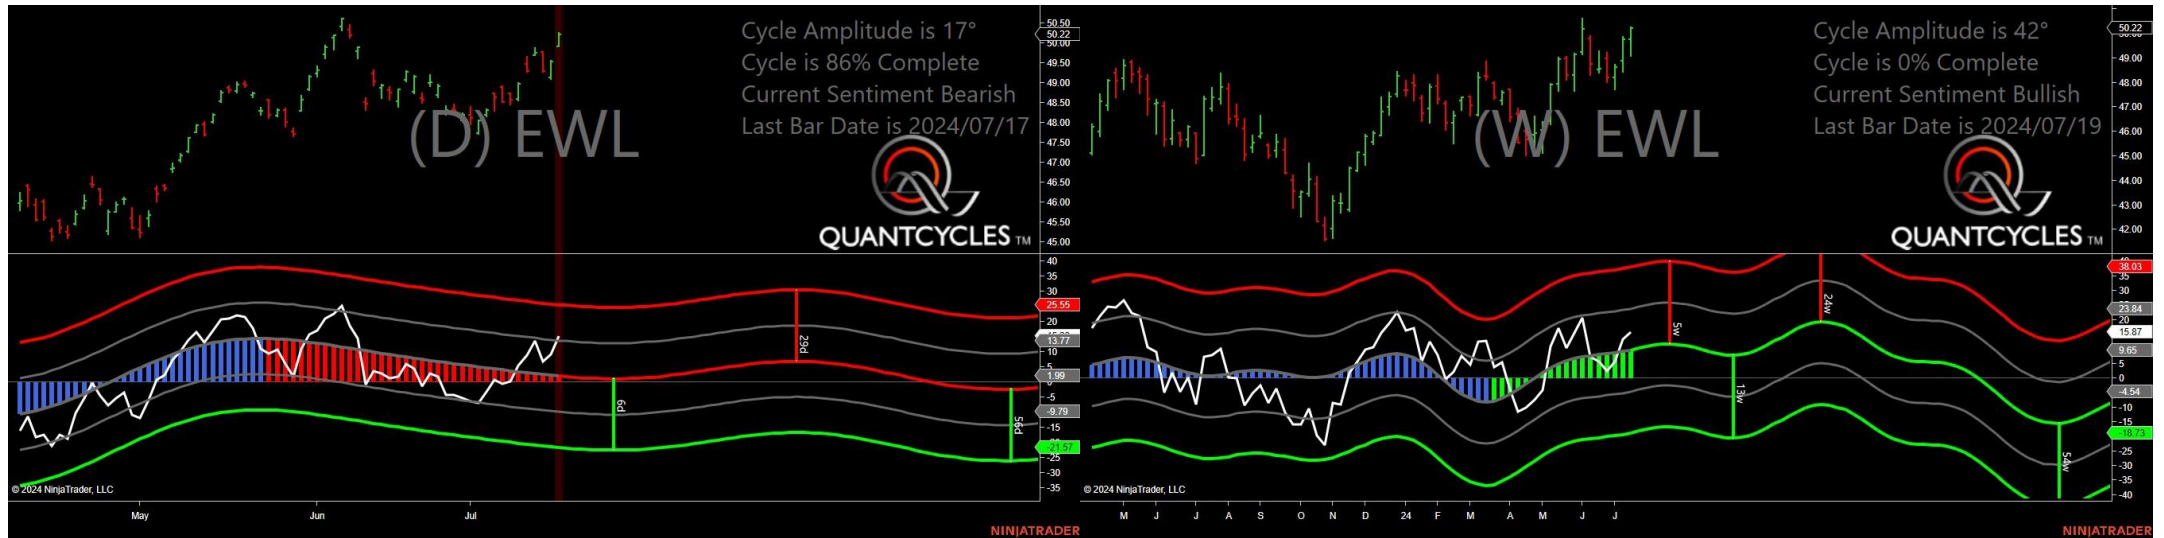 Cycle Amplitude is 17°
Cycle is 86% Complete
Current Sentiment Bearish
Last Bar Date is 2024/07/17
(D) EWL
QUANTCYCLES TM
50.50
50.22
50.00
49.50
49.00
48.50
48.00
47.50
47.00
46.50
46.00
45.50
45.00
40
35
30
25.55
20
13.77
10
5
1.99
-5
-9.79
-15
-21.57
-25
-30
-35
29d
6d
56d
© 2024 NinjaTrader, LLC
May Jun Jul
NINJATRADER
Cycle Amplitude is 42°
Cycle is 0% Complete
Current Sentiment Bullish
Last Bar Date is 2024/07/19
(W) EWL
QUANTCYCLES TM
50.22
49.00
48.00
47.00
46.00
45.00
44.00
43.00
42.00
38.03
35
30
23.84
20
15.87
9.65
5
0
-4.54
-10
-15
-18.73
-25
-30
-35
-40
5w
24w
13w
54w
© 2024 NinjaTrader, LLC
M J J A S O N D 24 F M A M J J
NINJATRADER